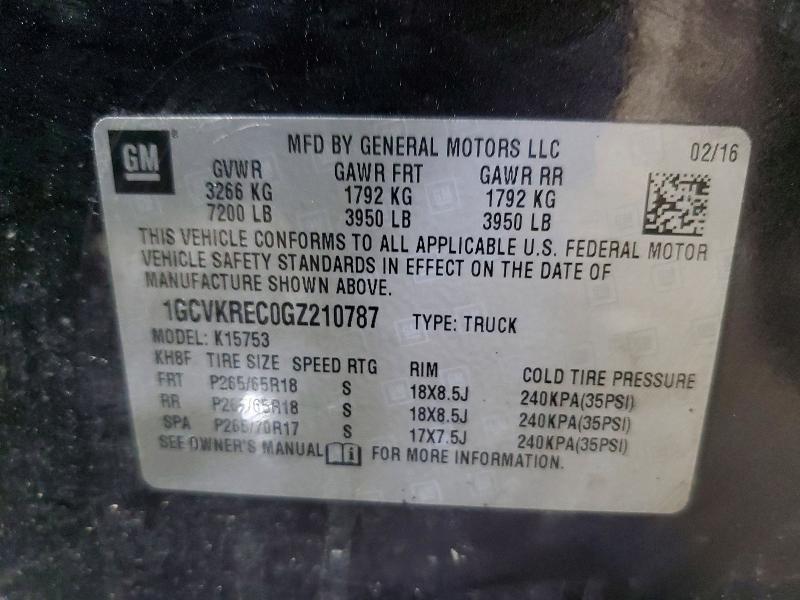 GM
MFD BY GENERAL MOTORS LLC 02/16
GVWR GAWR FRT GAWR RR
3266 KG 1792 KG 1792 KG
7200 LB 3950 LB 3950 LB
THIS VEHICLE CONFORMS TO ALL APPLICABLE U.S. FEDERAL MOTOR
VEHICLE SAFETY STANDARDS IN EFFECT ON THE DATE OF
MANUFACTURE SHOWN ABOVE.
1GCVKREC0GZ210787 TYPE: TRUCK
MODEL: K15753
KH8F TIRE SIZE SPEED RTG RIM COLD TIRE PRESSURE
FRT P265/65R18 S 18X8.5J 240KPA(35PSI)
RR P265/65R18 S 18X8.5J 240KPA(35PSI)
SPA P265/70R17 S 17X7.5J 240KPA(35PSI)
SEE OWNER'S MANUAL FOR MORE INFORMATION.